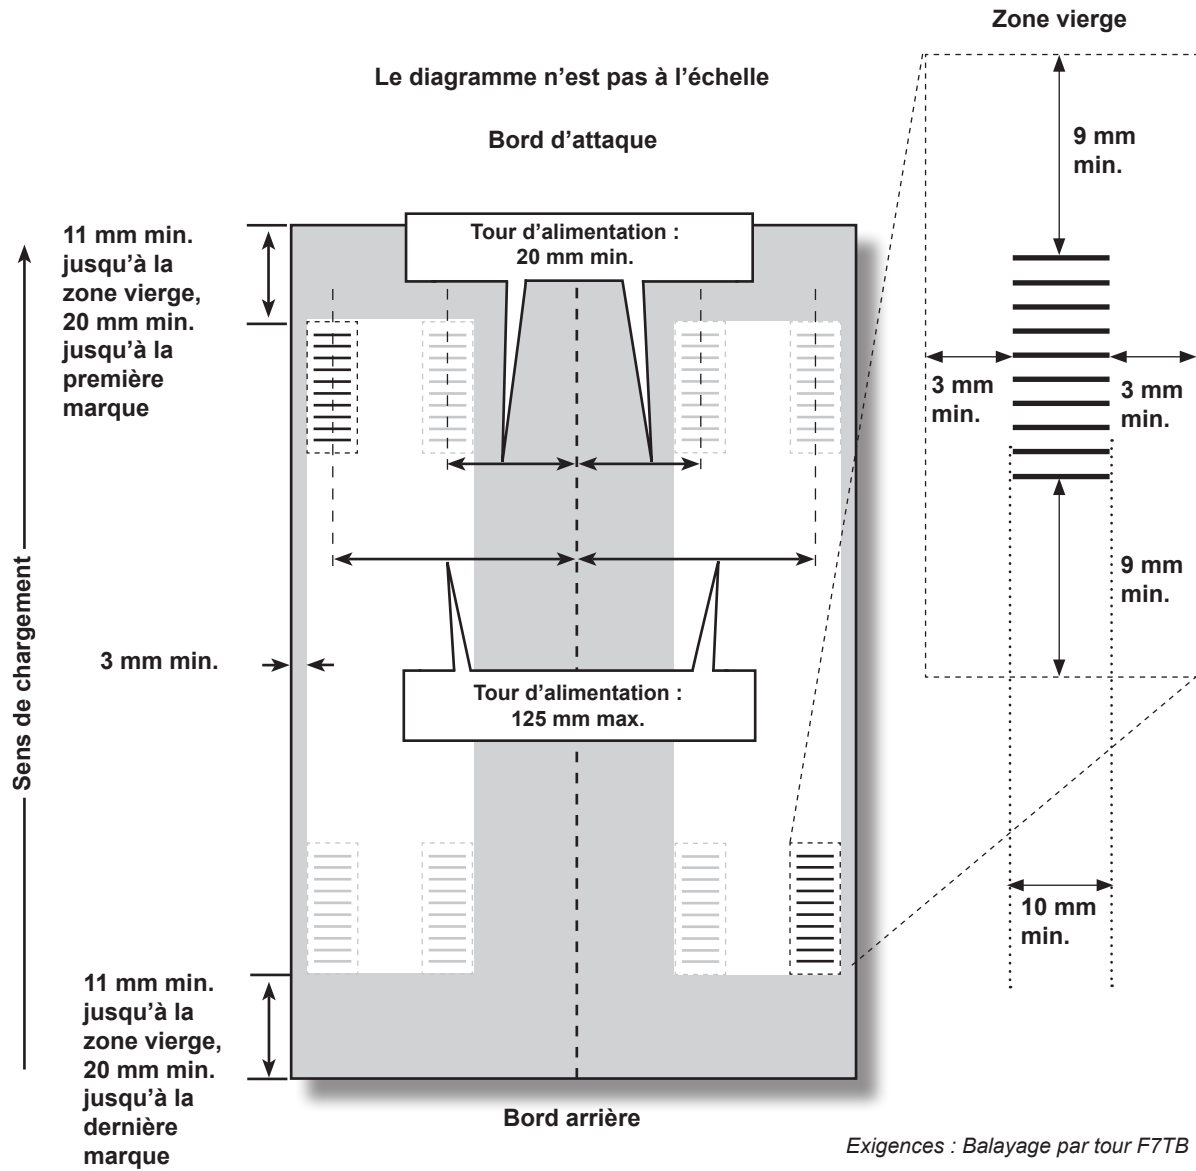 Zone vierge
Le diagramme n'est pas à l'échelle
Bord d'attaque
9 mm
min.
11 mm min.
jusqu'à la
zone vierge,
20 mm min.
jusqu'à la
première
marque
Tour d'alimentation :
20 mm min.
3 mm
min.
3 mm
min.
9 mm
min.
Sens de chargement
3 mm min.
Tour d'alimentation :
125 mm max.
10 mm
min.
11 mm min.
jusqu'à la
zone vierge,
20 mm min.
jusqu'à la
dernière
marque
Bord arrière
Exigences : Balayage par tour F7TB